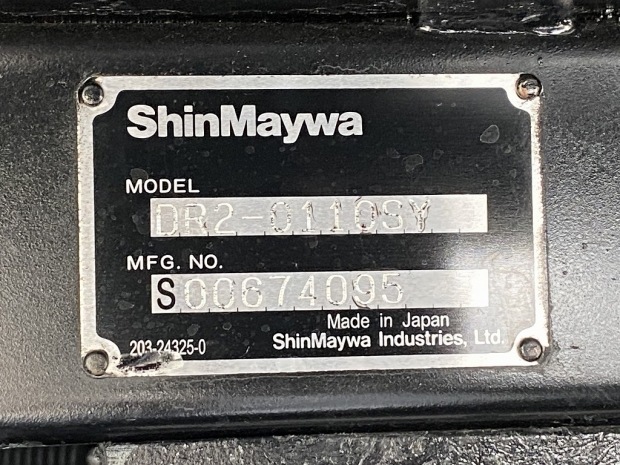 ShinMaywa
MODEL
DR2-0110SY
MFG. NO.
S00674095
Made in Japan
203-24325-0
ShinMaywa Industries, Ltd.